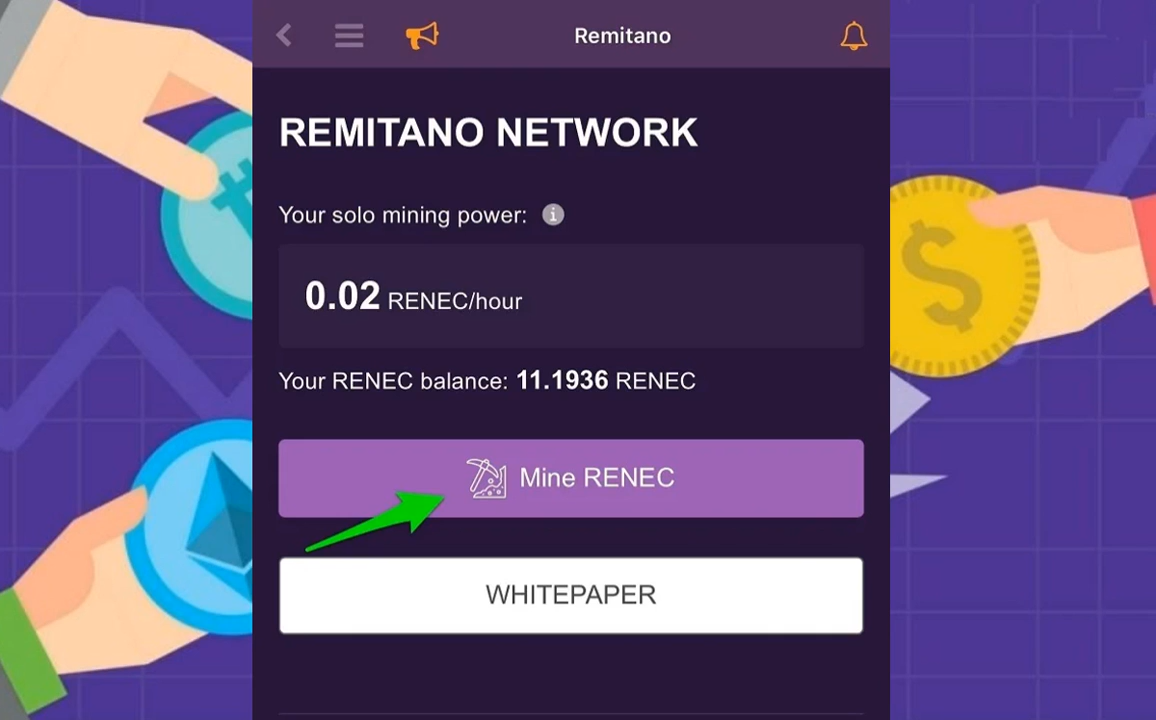 Remitano
REMITANO NETWORK
Your solo mining power:
0.02 RENEC/hour
Your RENEC balance: 11.1936 RENEC
Mine RENEC
WHITEPAPER